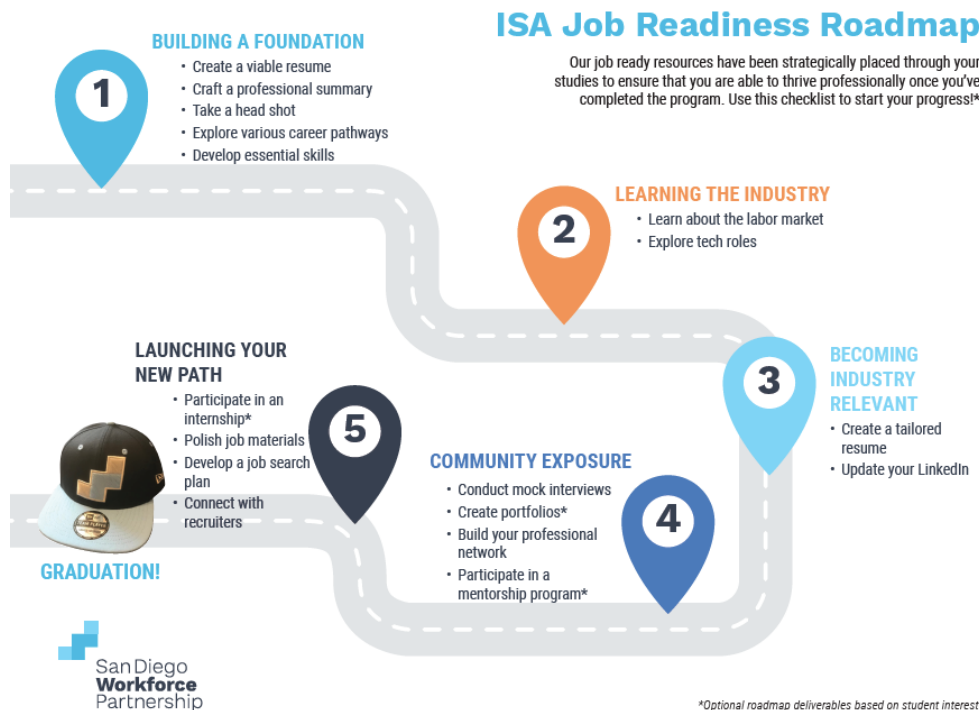 ISA Job Readiness Roadmap
Our job ready resources have been strategically placed through your
studies to ensure that you are able to thrive professionally once you've
completed the program. Use this checklist to start your progress!*
1
BUILDING A FOUNDATION
• Create a viable resume
• Craft a professional summary
• Take a head shot
• Explore various career pathways
• Develop essential skills
2
LEARNING THE INDUSTRY
• Learn about the labor market
• Explore tech roles
3
BECOMING
INDUSTRY
RELEVANT
• Create a tailored
resume
• Update your LinkedIn
4
COMMUNITY EXPOSURE
• Conduct mock interviews
• Create portfolios*
• Build your professional
network
• Participate in a
mentorship program*
5
LAUNCHING YOUR
NEW PATH
• Participate in an
internship*
• Polish job materials
• Develop a job search
plan
• Connect with
recruiters
GRADUATION!
San Diego
Workforce
Partnership
*Optional roadmap deliverables based on student interest